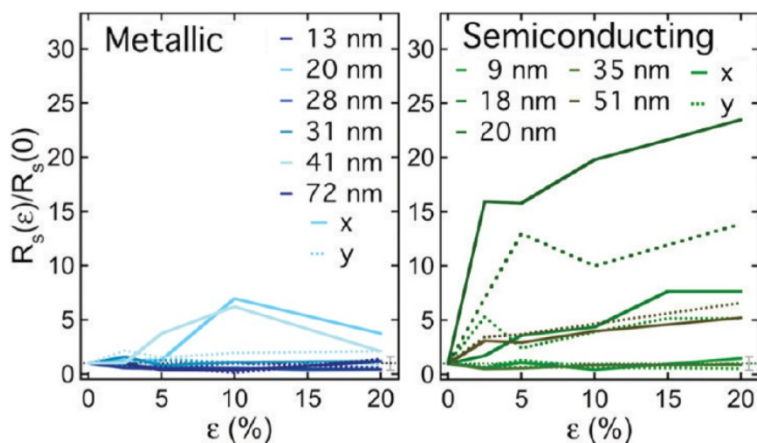 Metallic
13 nm
20 nm
28 nm
31 nm
41 nm
72 nm
x
y
30
25
20
15
10
5
0
Rs(ε)/Rs(0)
0 5 10 15 20
ε (%)
Semiconducting
9 nm 35 nm x
18 nm 51 nm y
20 nm
30
25
20
15
10
5
0
0 5 10 15 20
ε (%)